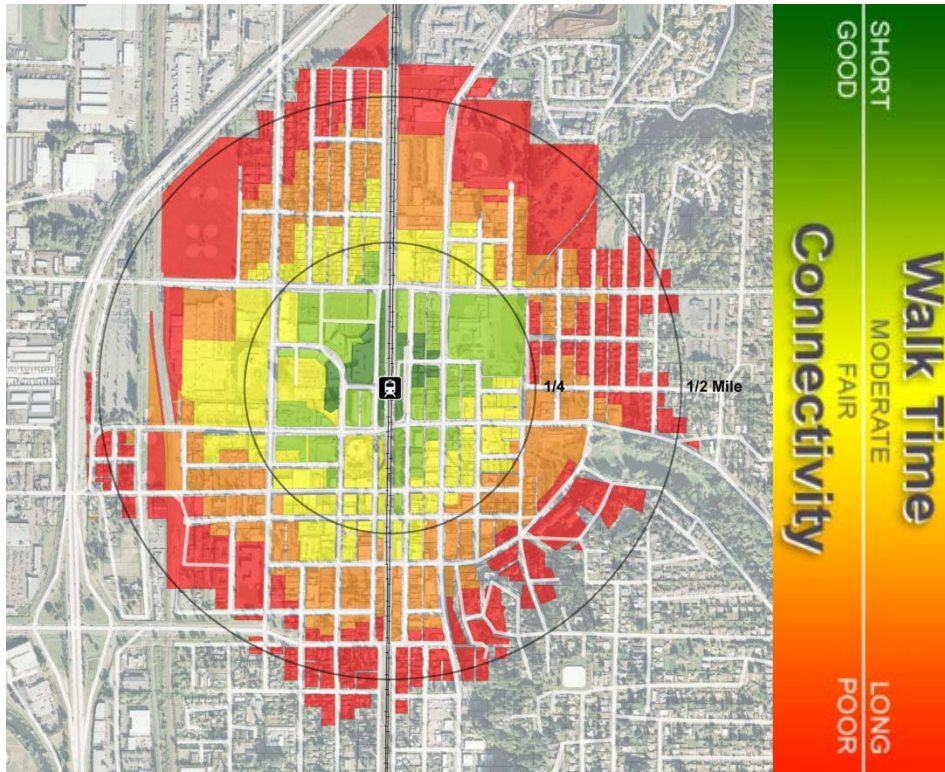 1/4
1/2 Mile
SHORT
GOOD
Walk Time
MODERATE
FAIR
Connectivity
LONG
POOR